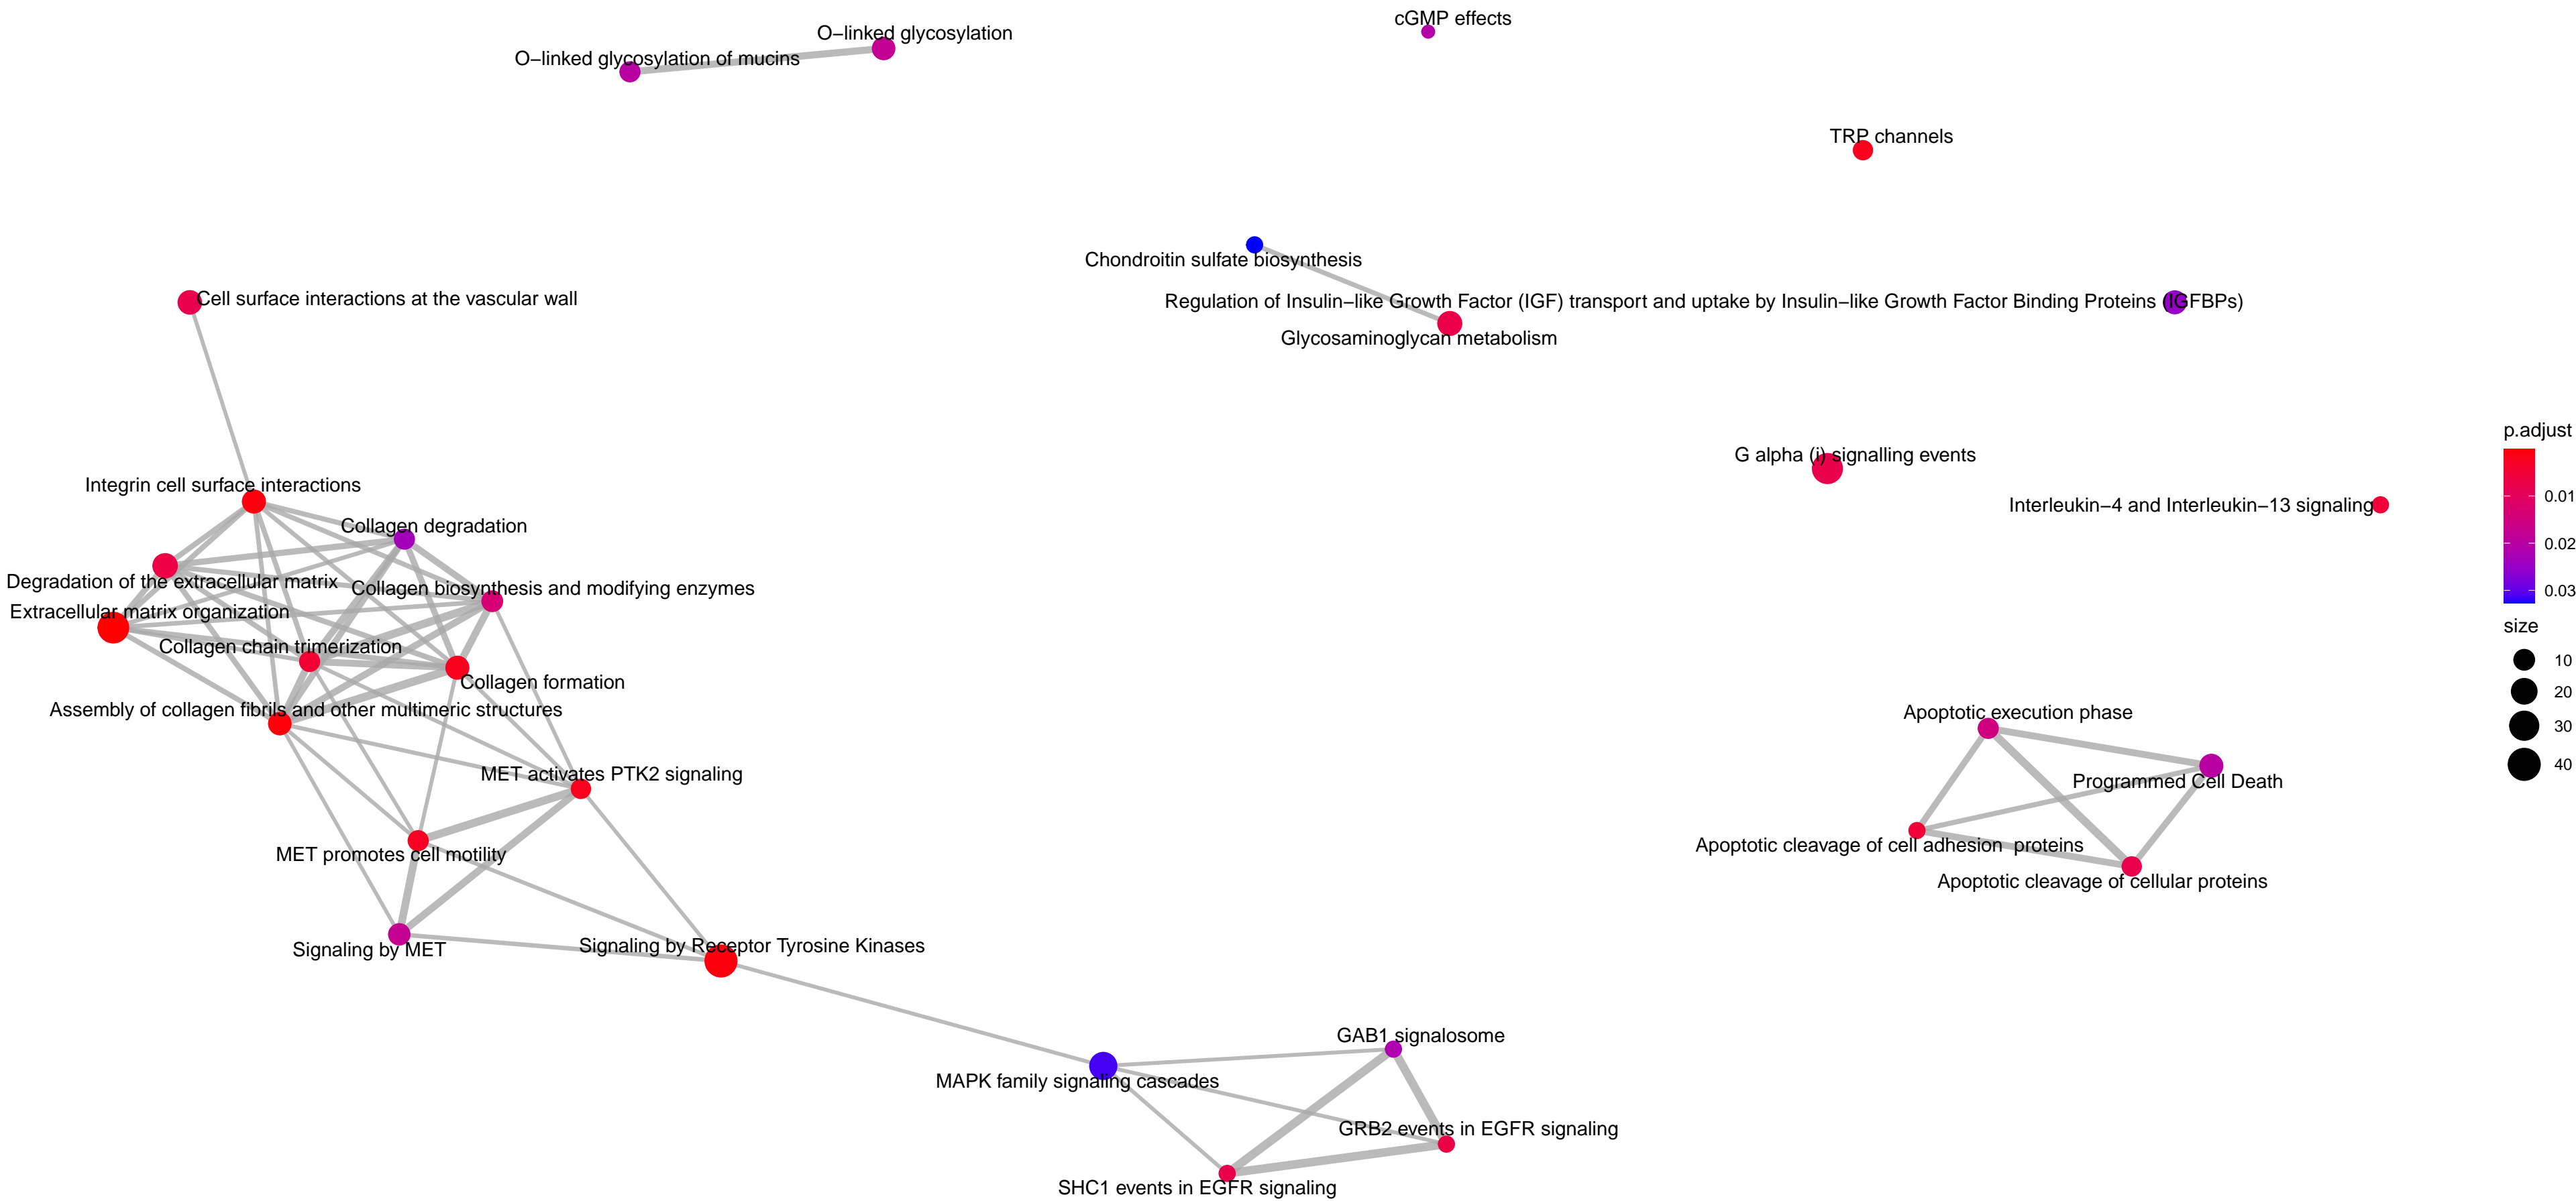 cGMP effects
O−linked glycosylation
O−linked glycosylation of mucins
TRP channels
Chondroitin sulfate biosynthesis
Cell surface interactions at the vascular wall
Regulation of Insulin−like Growth Factor (IGF) transport and uptake by Insulin−like Growth Factor Binding Proteins (IGFBPs)
Glycosaminoglycan metabolism
p.adjust
0.01
0.02
0.03
G alpha (i) signalling events
Integrin cell surface interactions
Interleukin−4 and Interleukin−13 signaling
Collagen degradation
Degradation of the extracellular matrix
Collagen biosynthesis and modifying enzymes
Extracellular matrix organization
size
10
20
30
40
Collagen chain trimerization
Collagen formation
Assembly of collagen fibrils and other multimeric structures
Apoptotic execution phase
MET activates PTK2 signaling
Programmed Cell Death
Apoptotic cleavage of cell adhesion  proteins
MET promotes cell motility
Apoptotic cleavage of cellular proteins
Signaling by Receptor Tyrosine Kinases
Signaling by MET
GAB1 signalosome
MAPK family signaling cascades
GRB2 events in EGFR signaling
SHC1 events in EGFR signaling